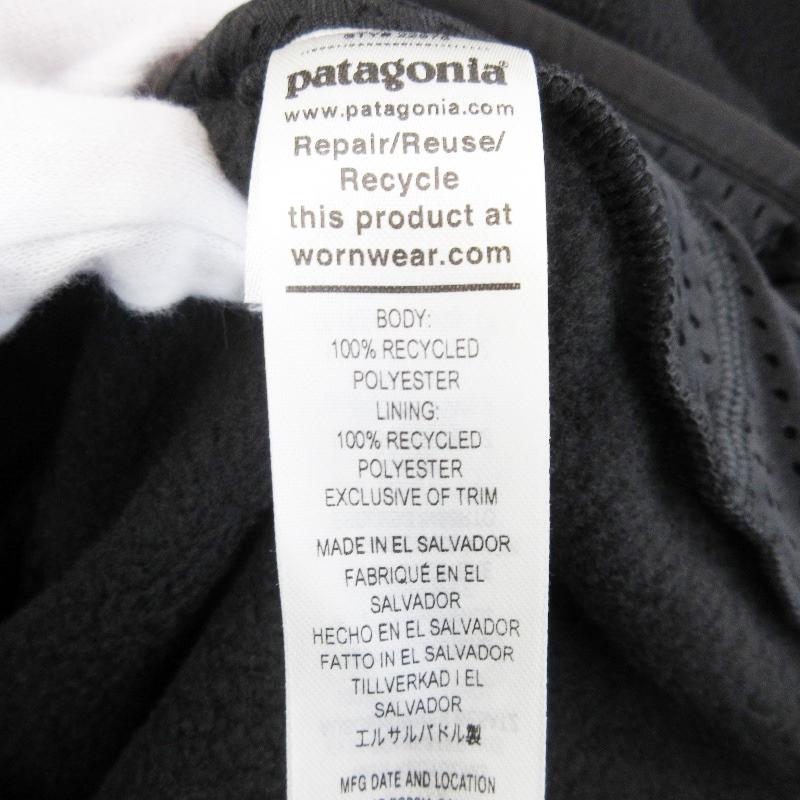 patagonia®
www.patagonia.com
Repair/Reuse/
Recycle
this product at
wornwear.com
BODY:
100% RECYCLED
POLYESTER
LINING:
100% RECYCLED
POLYESTER
EXCLUSIVE OF TRIM
MADE IN EL SALVADOR
FABRIQUÉ EN EL
SALVADOR
HECHO EN EL SALVADOR
FATTO IN EL SALVADOR
TILLVERKAD I EL
SALVADOR
エルサルバドル製
MFG DATE AND LOCATION